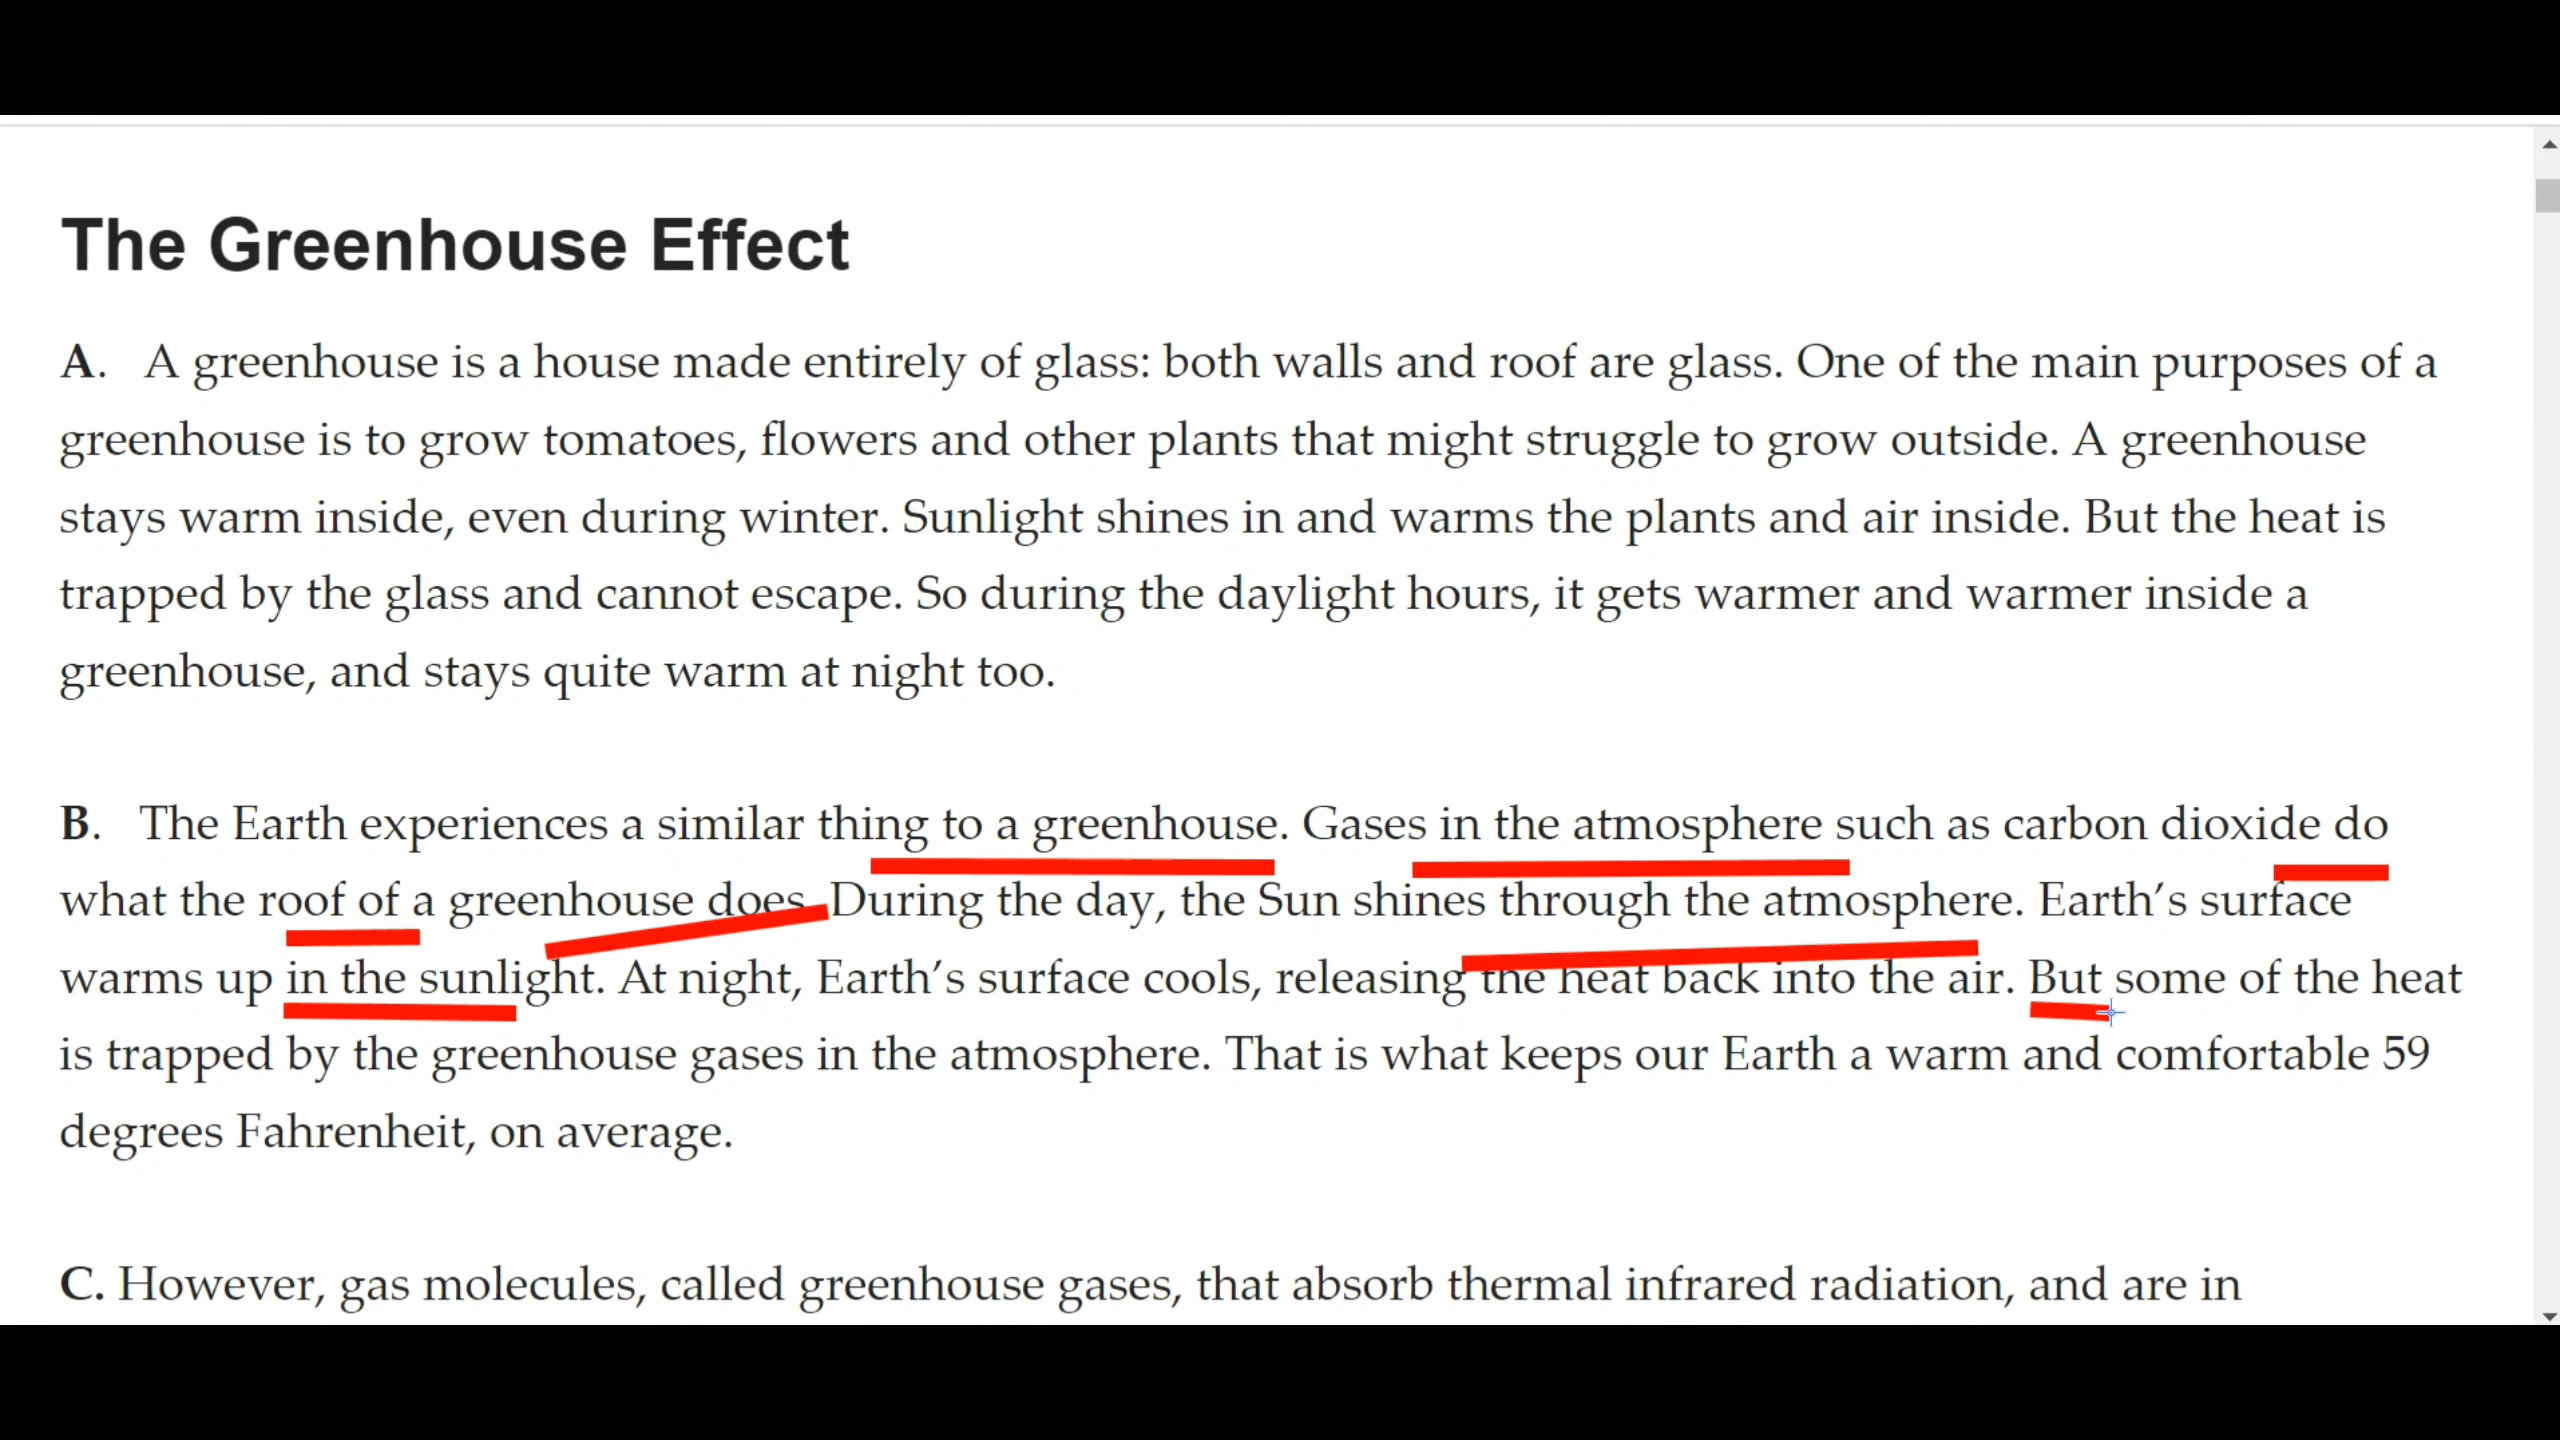 The Greenhouse Effect
A. A greenhouse is a house made entirely of glass: both walls and roof are glass. One of the main purposes of a
greenhouse is to grow tomatoes, flowers and other plants that might struggle to grow outside. A greenhouse
stays warm inside, even during winter. Sunlight shines in and warms the plants and air inside. But the heat is
trapped by the glass and cannot escape. So during the daylight hours, it gets warmer and warmer inside a
greenhouse, and stays quite warm at night too.
B. The Earth experiences a similar thing to a greenhouse. Gases in the atmosphere such as carbon dioxide do
what the roof of a greenhouse does. During the day, the Sun shines through the atmosphere. Earth’s surface
warms up in the sunlight. At night, Earth’s surface cools, releasing the heat back into the air. But some of the heat
is trapped by the greenhouse gases in the atmosphere. That is what keeps our Earth a warm and comfortable 59
degrees Fahrenheit, on average.
C. However, gas molecules, called greenhouse gases, that absorb thermal infrared radiation, and are in